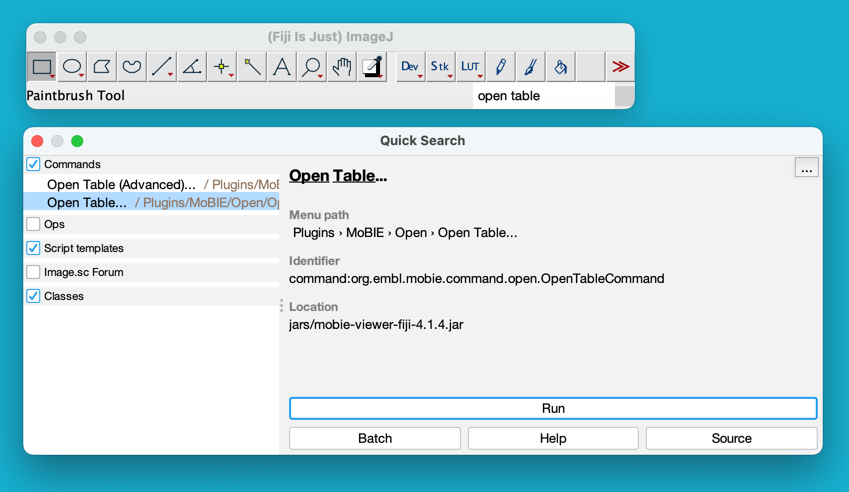 (Fiji Is Just) ImageJ
Dev Stk LUT
Paintbrush Tool
open table
Quick Search
Commands
Open Table (Advanced)... / Plugins/MoB
Open Table... / Plugins/MoBIE/Open/Op
Ops
Script templates
Image.sc Forum
Classes
...
Open Table...
Menu path
Plugins › MoBIE › Open › Open Table...
Identifier
command:org.embl.mobie.command.open.OpenTableCommand
Location
jars/mobie-viewer-fiji-4.1.4.jar
Run
Batch
Help
Source